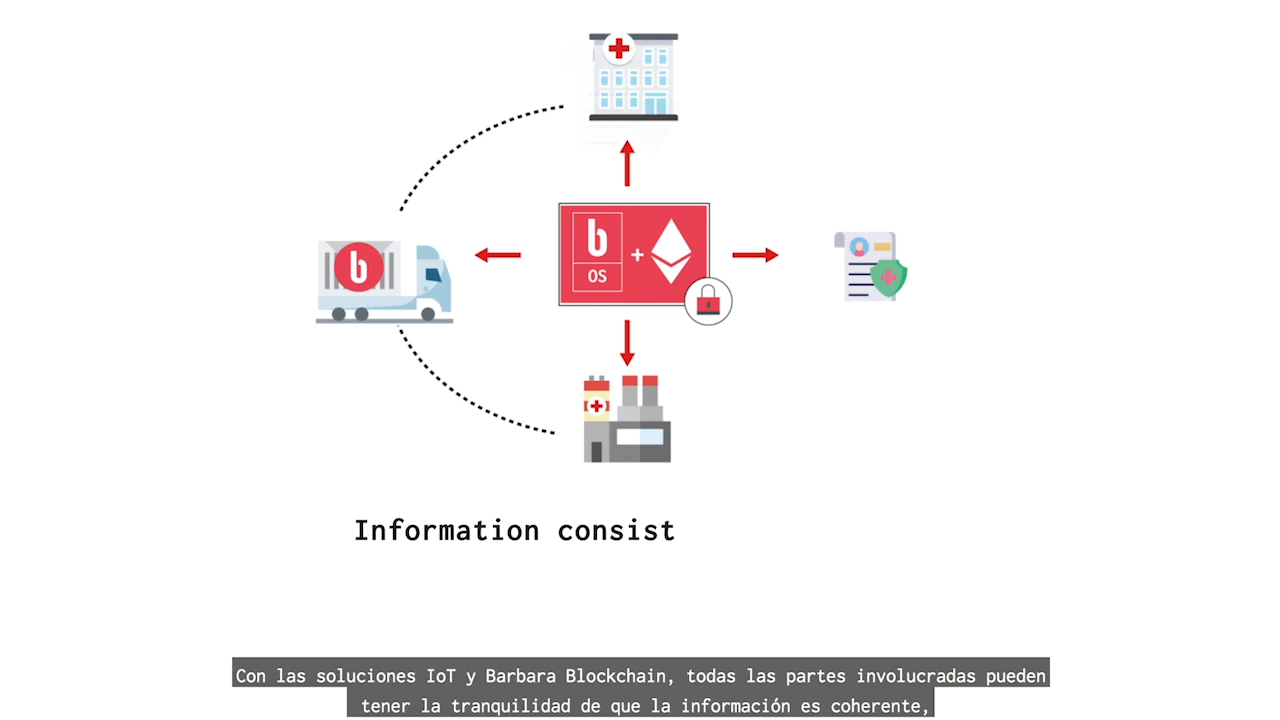 b
OS
+
b
Information consist
Con las soluciones IoT y Barbara Blockchain, todas las partes involucradas pueden
tener la tranquilidad de que la información es coherente,